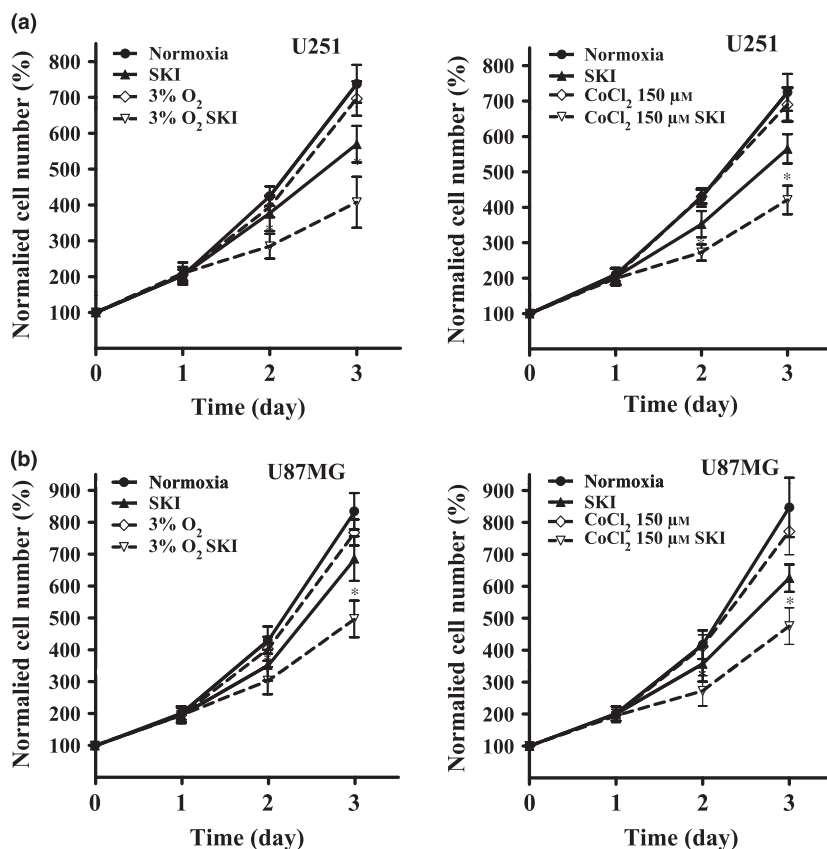 (a)
U251
Normoxia
SKI
3% O₂
3% O₂ SKI
Normalied cell number (%)
800
700
600
500
400
300
200
100
*
*
0 1 2 3
Time (day)
U251
Normoxia
SKI
CoCl₂ 150 μM
CoCl₂ 150 μM SKI
Normalied cell number (%)
800
700
600
500
400
300
200
100
*
*
0 1 2 3
Time (day)
(b)
U87MG
Normoxia
SKI
3% O₂
3% O₂ SKI
Normalied cell number (%)
900
800
700
600
500
400
300
200
100
*
0 1 2 3
Time (day)
U87MG
Normoxia
SKI
CoCl₂ 150 μM
CoCl₂ 150 μM SKI
Normalied cell number (%)
900
800
700
600
500
400
300
200
100
*
*
0 1 2 3
Time (day)